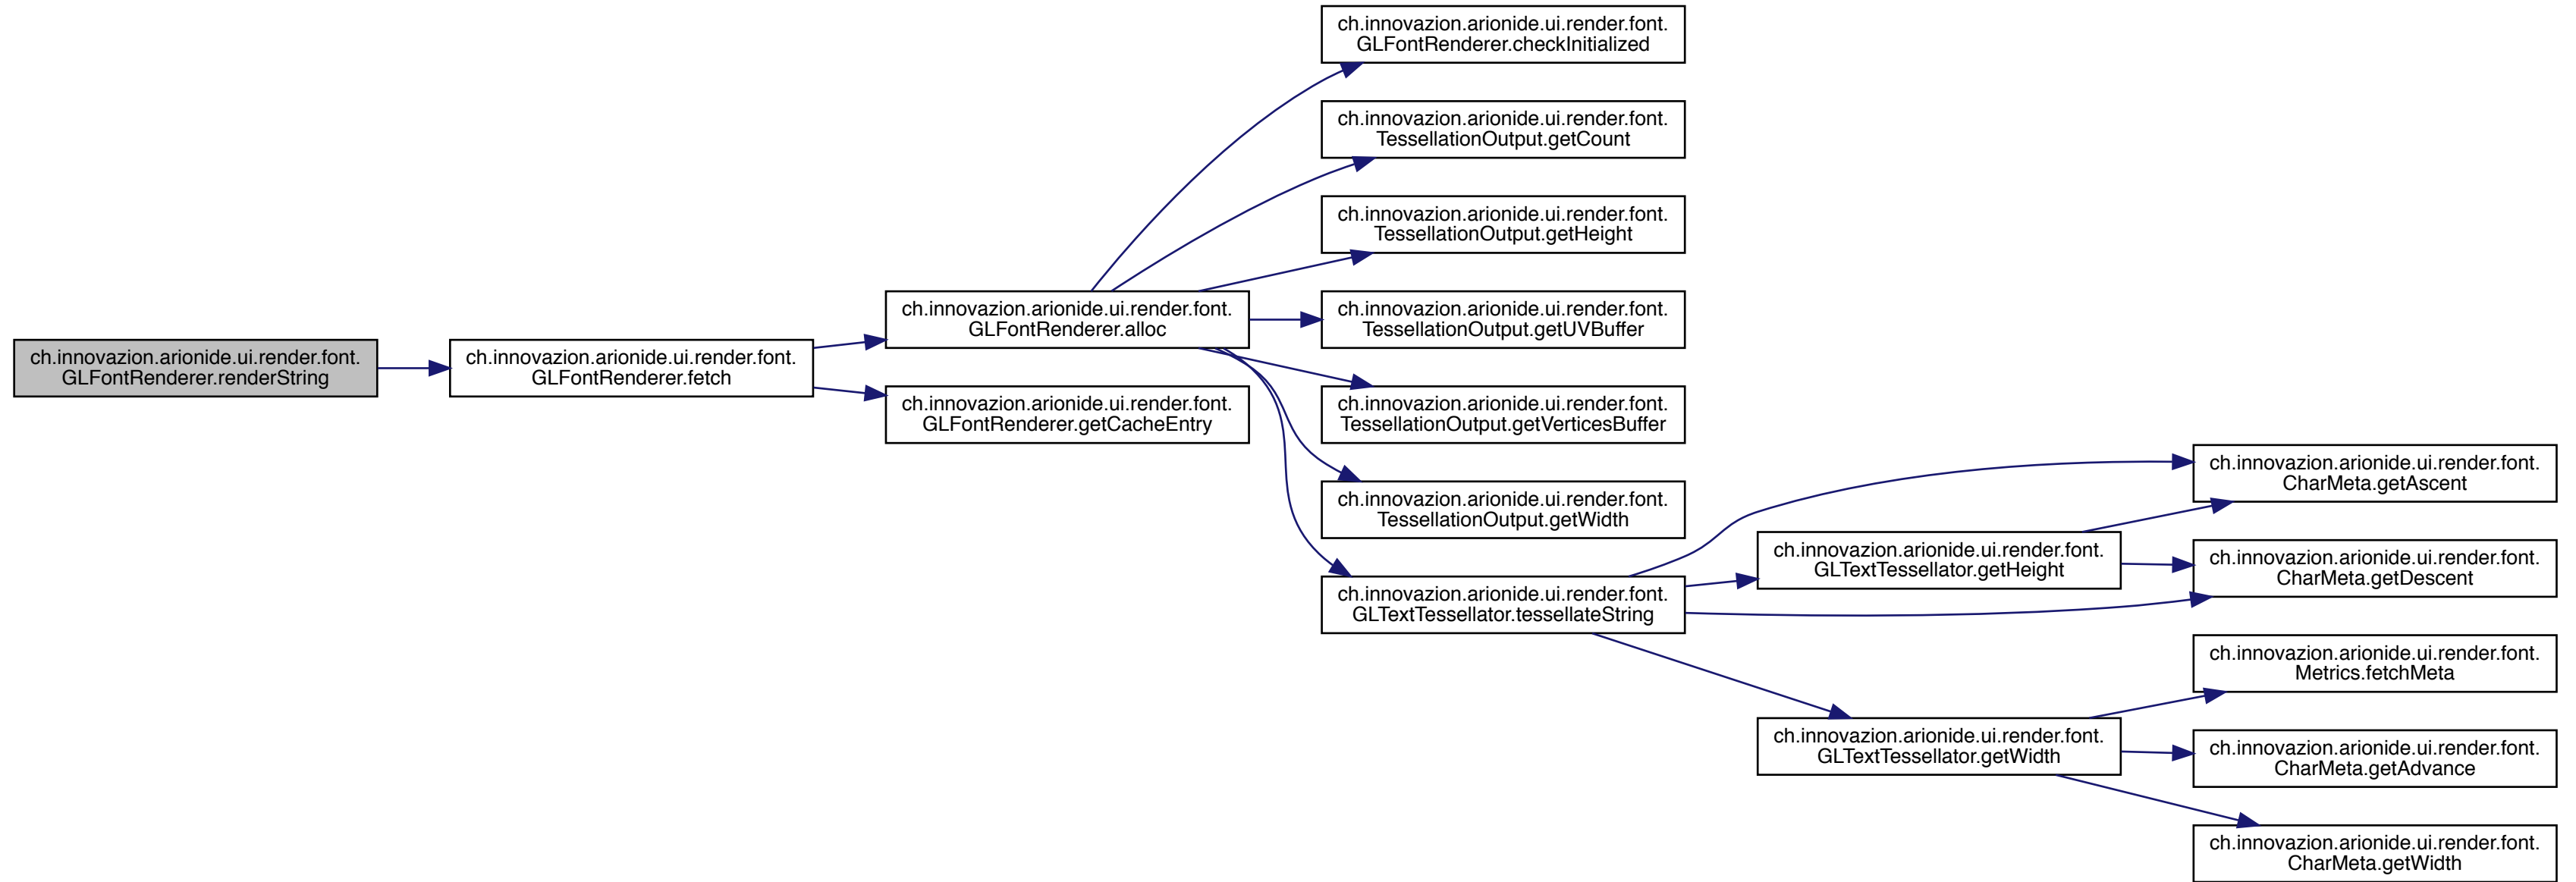 ch.innovazion.arionide.ui.render.font.
GLFontRenderer.renderString
ch.innovazion.arionide.ui.render.font.
GLFontRenderer.fetch
ch.innovazion.arionide.ui.render.font.
GLFontRenderer.alloc
ch.innovazion.arionide.ui.render.font.
GLFontRenderer.getCacheEntry
ch.innovazion.arionide.ui.render.font.
GLFontRenderer.checkInitialized
ch.innovazion.arionide.ui.render.font.
TessellationOutput.getCount
ch.innovazion.arionide.ui.render.font.
TessellationOutput.getHeight
ch.innovazion.arionide.ui.render.font.
TessellationOutput.getUVBuffer
ch.innovazion.arionide.ui.render.font.
TessellationOutput.getVerticesBuffer
ch.innovazion.arionide.ui.render.font.
TessellationOutput.getWidth
ch.innovazion.arionide.ui.render.font.
GLTextTessellator.tessellateString
ch.innovazion.arionide.ui.render.font.
GLTextTessellator.getHeight
ch.innovazion.arionide.ui.render.font.
GLTextTessellator.getWidth
ch.innovazion.arionide.ui.render.font.
CharMeta.getAscent
ch.innovazion.arionide.ui.render.font.
CharMeta.getDescent
ch.innovazion.arionide.ui.render.font.
Metrics.fetchMeta
ch.innovazion.arionide.ui.render.font.
CharMeta.getAdvance
ch.innovazion.arionide.ui.render.font.
CharMeta.getWidth